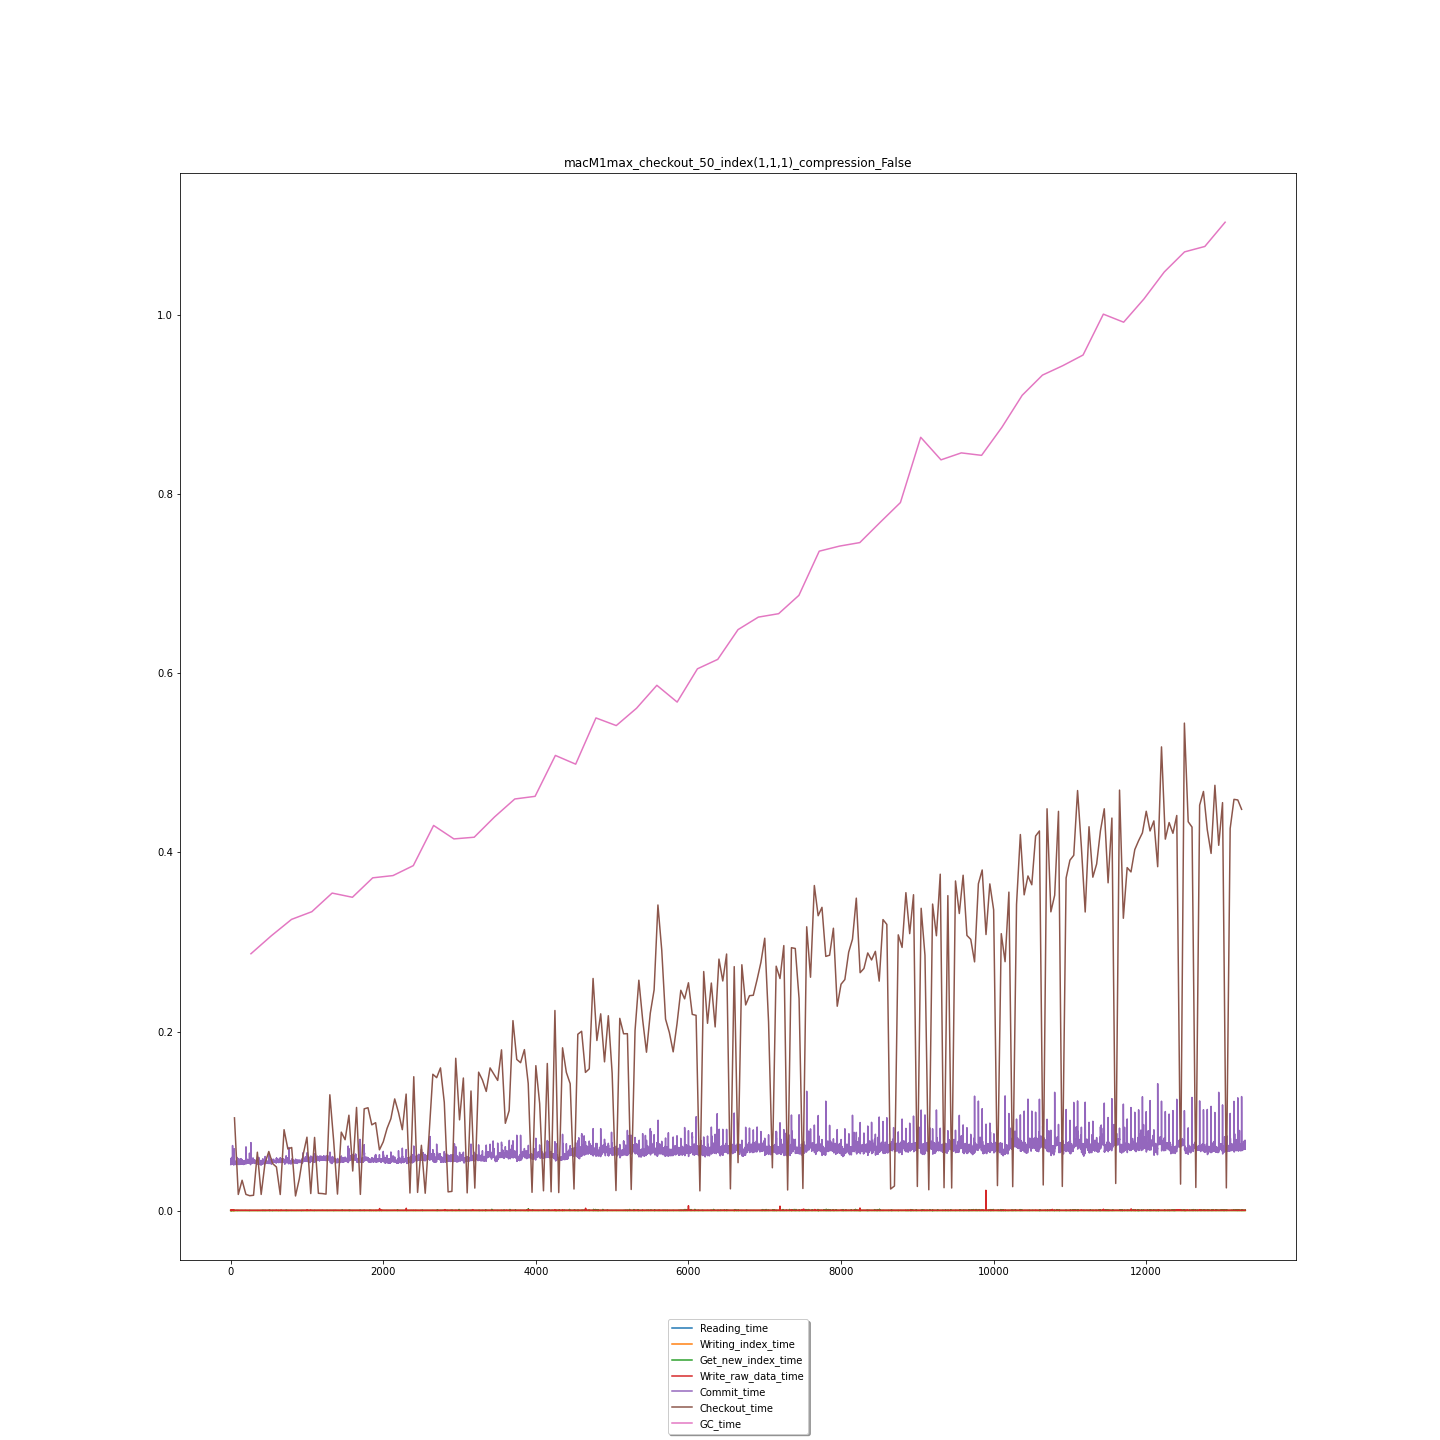 macM1max_checkout_50_index(1,1,1)_compression_False
1.0
0.8
0.6
0.4
0.2
0.0
0 2000 4000 6000 8000 10000 12000
Reading_time
Writing_index_time
Get_new_index_time
Write_raw_data_time
Commit_time
Checkout_time
GC_time